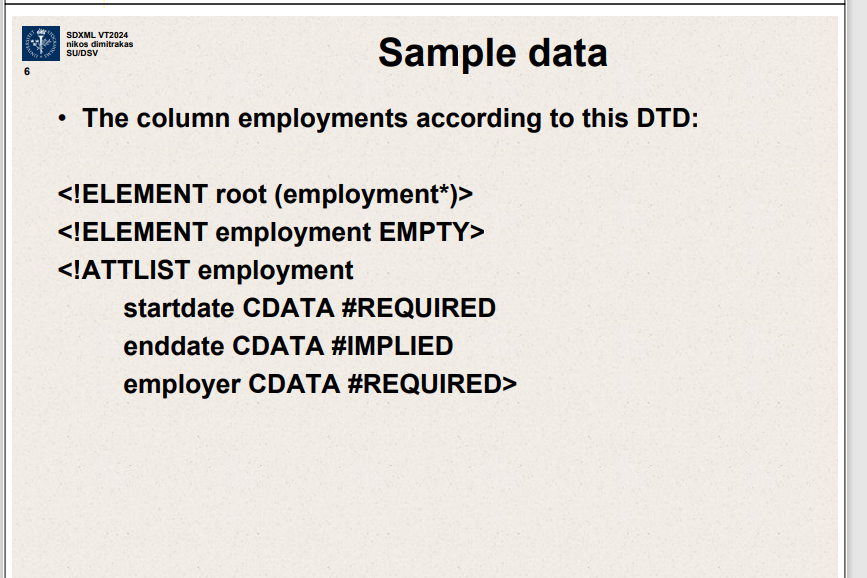 SDXML VT2024
nikos dimitrakas
SU/DSV
6
Sample data
• The column employments according to this DTD:
<!ELEMENT root (employment*)>
<!ELEMENT employment EMPTY>
<!ATTLIST employment
startdate CDATA #REQUIRED
enddate CDATA #IMPLIED
employer CDATA #REQUIRED>